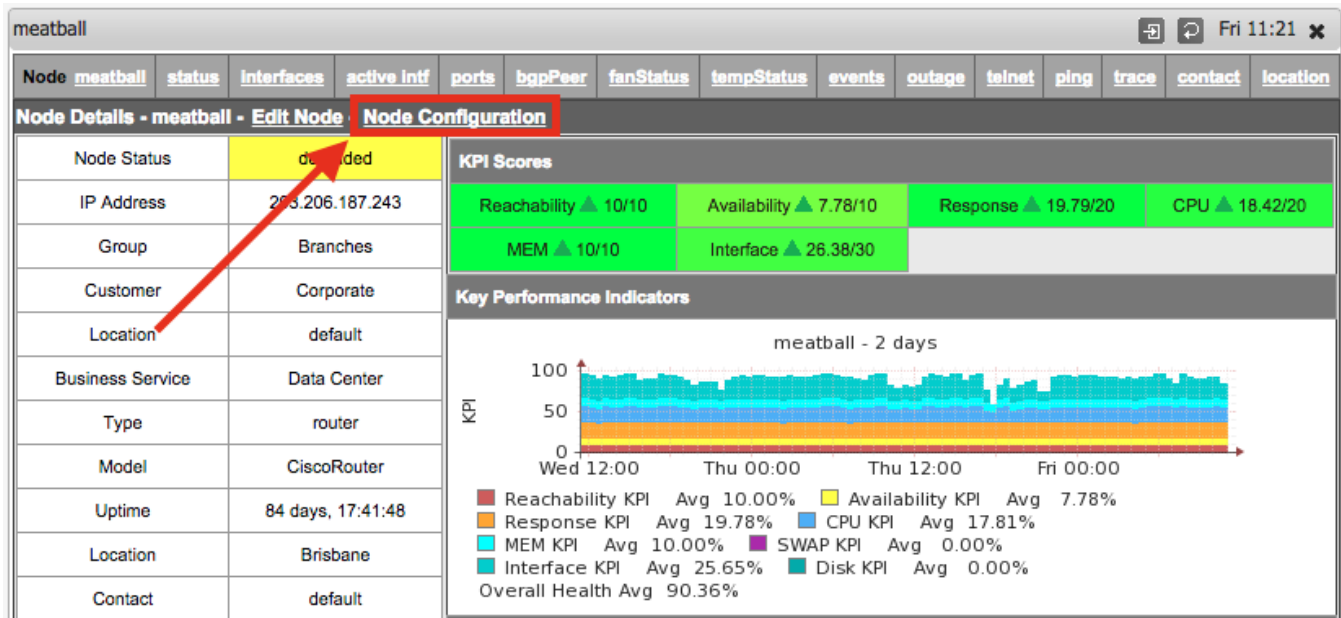 meatball Fri 11:21
Node meatball status interfaces active intf ports bgpPeer fanStatus tempStatus events outage telnet ping trace contact location
Node Details - meatball - Edit Node - Node Configuration
Node Status
IP Address 203.206.187.243
Group Branches
Customer Corporate
Location default
Business Service Data Center
Type router
Model CiscoRouter
Uptime 84 days, 17:41:48
Location Brisbane
Contact default
KPI Scores
Reachability 10/10 Availability 7.78/10 Response 19.79/20 CPU 18.42/20
MEM 10/10 Interface 26.38/30
Key Performance Indicators
meatball - 2 days
KPI
100
50
0
Wed 12:00 Thu 00:00 Thu 12:00 Fri 00:00
Reachability KPI Avg 10.00% Availability KPI Avg 7.78%
Response KPI Avg 19.78% CPU KPI Avg 17.81%
MEM KPI Avg 10.00% SWAP KPI Avg 0.00%
Interface KPI Avg 25.65% Disk KPI Avg 0.00%
Overall Health Avg 90.36%